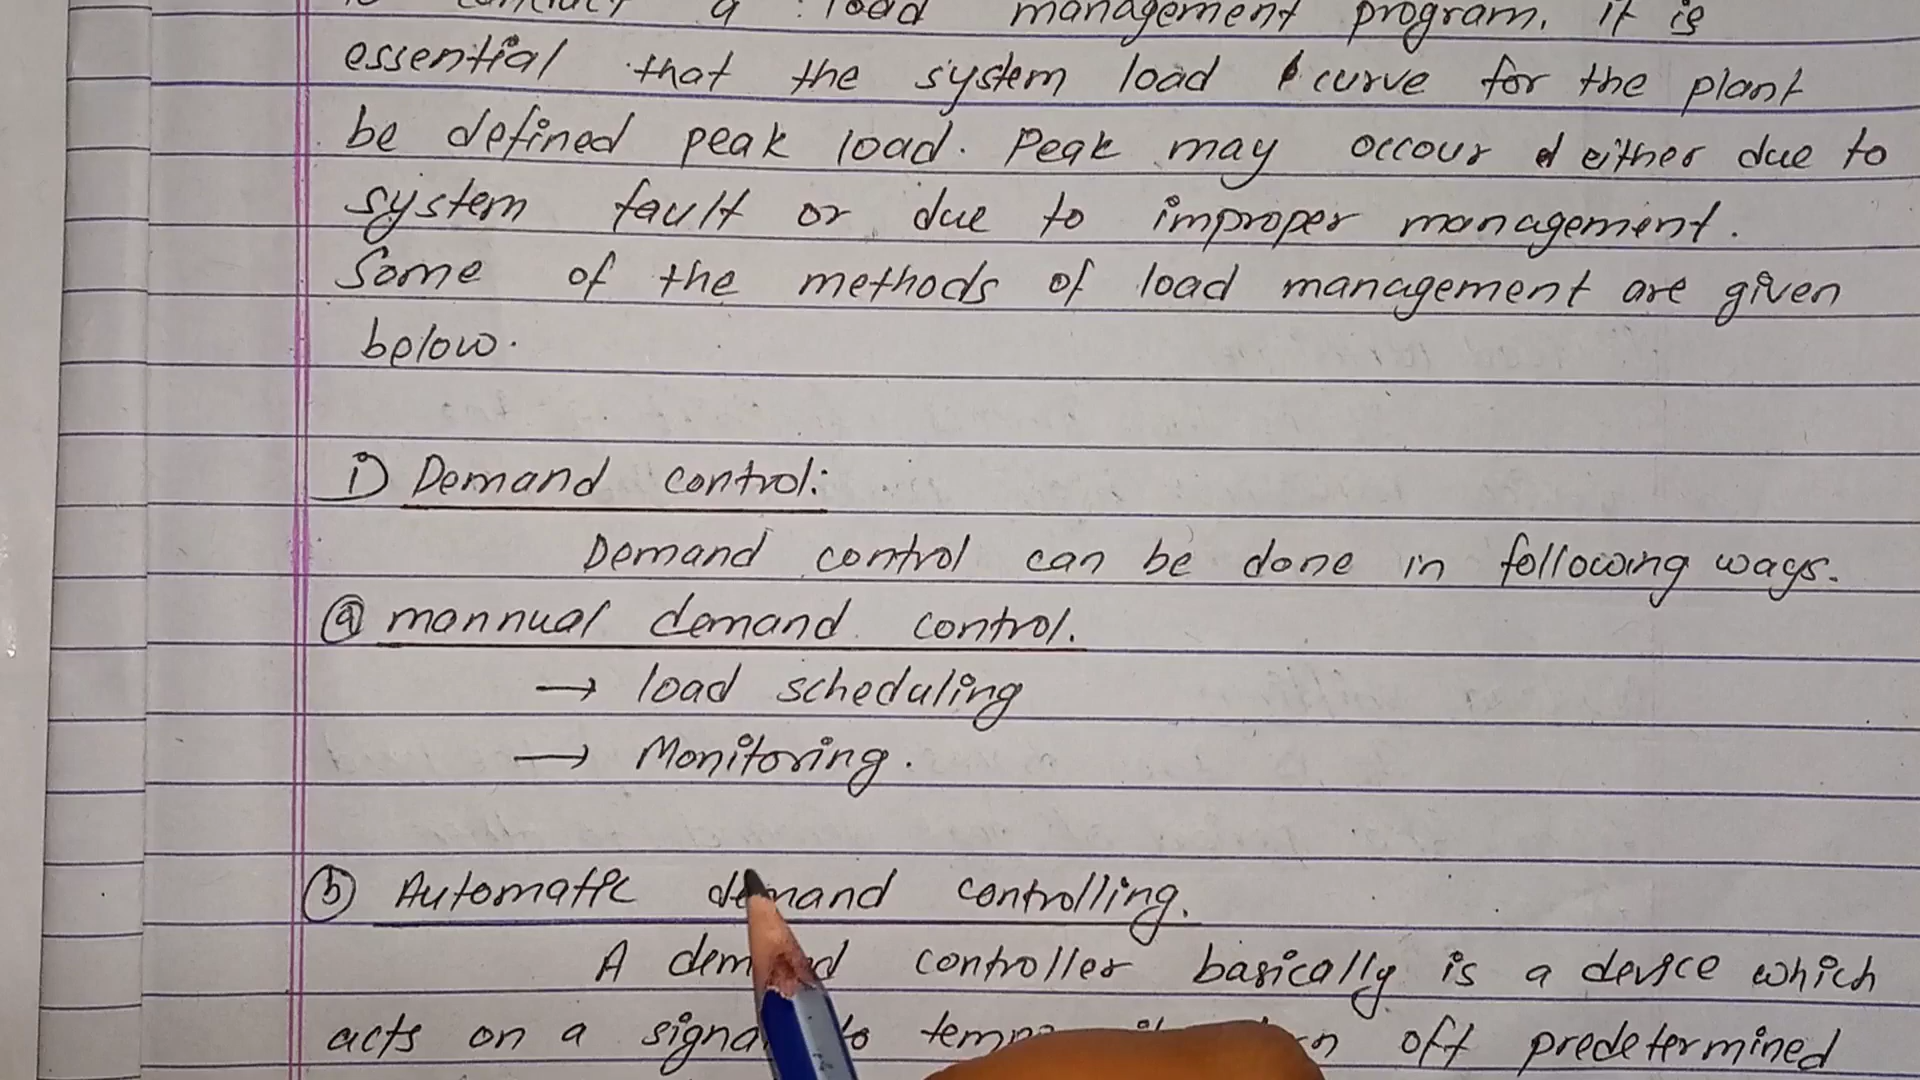 a load management program, it is
essential that the system load curve for the plant
be defined peak load. Peak may occour either due to
system fault or due to improper management.
Some of the methods of load management are given
below.
i) Demand control:
Demand control can be done in following ways.
ⓐ mannual demand control.
→ load scheduling
→ Monitoring.
ⓑ Automatic demand controlling.
A demand controller basically is a device which
acts on a signal to off predetermined